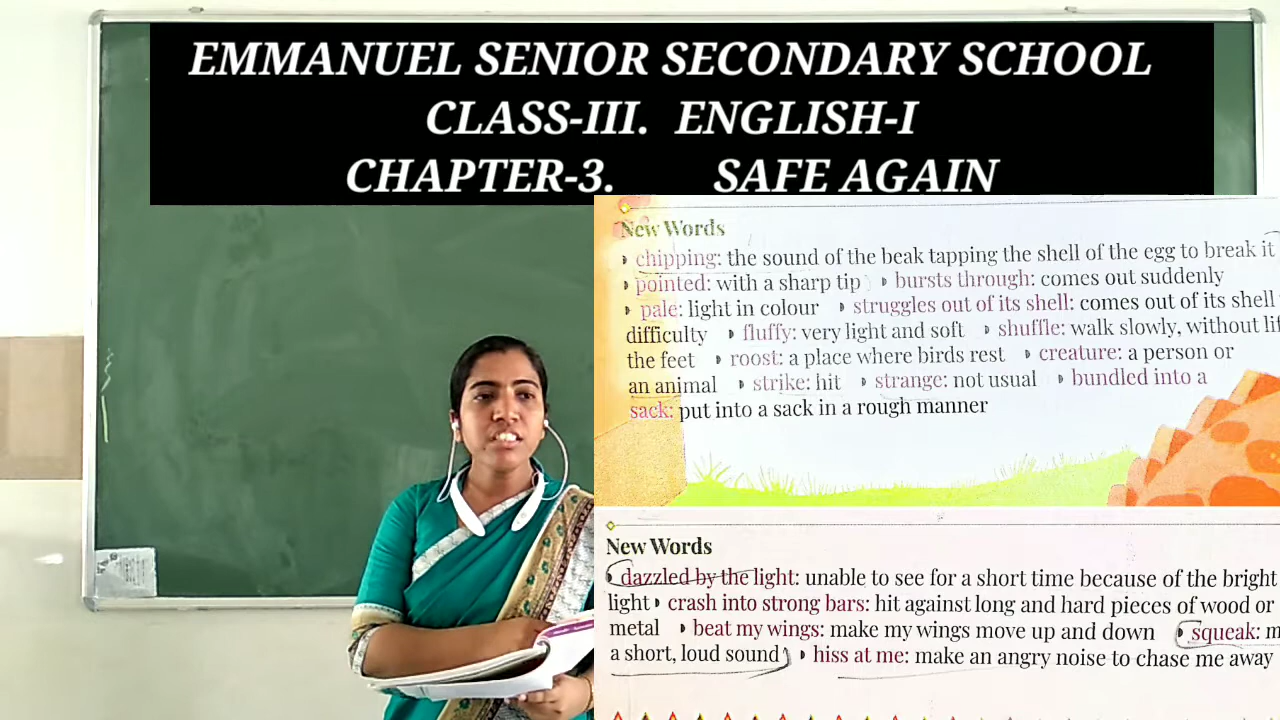 EMMANUEL SENIOR SECONDARY SCHOOL
CLASS-III. ENGLISH-I
CHAPTER-3. SAFE AGAIN
New Words
chipping: the sound of the beak tapping the shell of the egg to break it
pointed: with a sharp tip bursts through: comes out suddenly
pale: light in colour struggles out of its shell: comes out of its shell
difficulty fluffy: very light and soft shuffle: walk slowly, without
the feet roost: a place where birds rest creature: a person or
an animal strike: hit strange: not usual bundled into a
sack: put into a sack in a rough manner
New Words
dazzled by the light: unable to see for a short time because of the bright
light crash into strong bars: hit against long and hard pieces of wood or
metal beat my wings: make my wings move up and down squeak:
a short, loud sound hiss at me: make an angry noise to chase me away